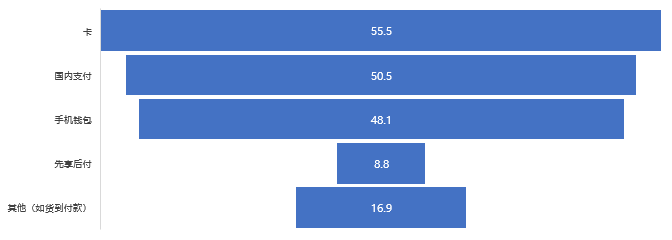 卡 55.5
国内支付 50.5
手机钱包 48.1
先享后付 8.8
其他（如货到付款） 16.9